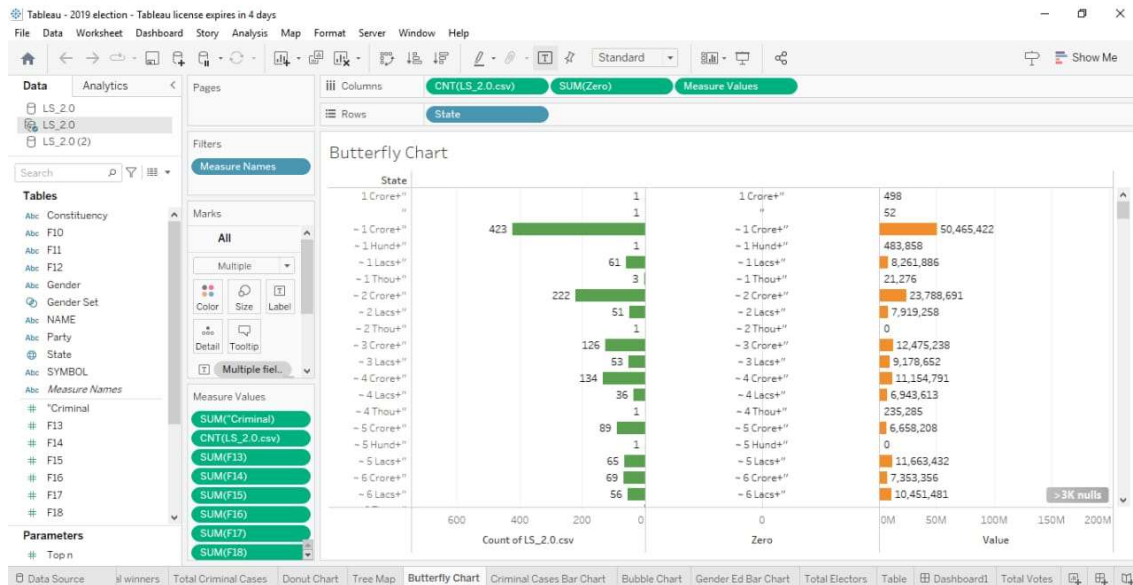 Tableau - 2019 election - Tableau license expires in 4 days
File Data Worksheet Dashboard Story Analysis Map Format Server Window Help
Standard
Show Me
Data Analytics
LS_2.0
LS_2.0
LS_2.0 (2)
Search
Tables
Abc Constituency
Abc F10
Abc F11
Abc F12
Abc Gender
Gender Set
Abc NAME
Abc Party
State
Abc SYMBOL
Abc Measure Names
# "Criminal
# F13
# F14
# F15
# F16
# F17
# F18
Parameters
# Top n
Pages
Filters
Measure Names
Marks
All
Multiple
Color Size Label
Detail Tooltip
Multiple fiel..
Measure Values
SUM("Criminal)
CNT(LS_2.0.csv)
SUM(F13)
SUM(F14)
SUM(F15)
SUM(F16)
SUM(F17)
SUM(F18)
Columns CNT(LS_2.0.csv) SUM(Zero) Measure Values
Rows State
Butterfly Chart
State
1 Crore+" 1 1 Crore+" 498
" 1 " 52
~ 1 Crore+" 423 ~ 1 Crore+" 50,465,422
~ 1 Hund+" 1 ~ 1 Hund+" 483,858
~ 1 Lacs+" 61 ~ 1 Lacs+" 8,261,886
~ 1 Thou+" 3 ~ 1 Thou+" 21,276
~ 2 Crore+" 222 ~ 2 Crore+" 23,788,691
~ 2 Lacs+" 51 ~ 2 Lacs+" 7,919,258
~ 2 Thou+" 1 ~ 2 Thou+" 0
~ 3 Crore+" 126 ~ 3 Crore+" 12,475,238
~ 3 Lacs+" 53 ~ 3 Lacs+" 9,178,652
~ 4 Crore+" 134 ~ 4 Crore+" 11,154,791
~ 4 Lacs+" 36 ~ 4 Lacs+" 6,943,613
~ 4 Thou+" 1 ~ 4 Thou+" 235,285
~ 5 Crore+" 89 ~ 5 Crore+" 6,658,208
~ 5 Hund+" 1 ~ 5 Hund+" 0
~ 5 Lacs+" 65 ~ 5 Lacs+" 11,663,432
~ 6 Crore+" 69 ~ 6 Crore+" 7,353,356
~ 6 Lacs+" 56 ~ 6 Lacs+" 10,451,481
>3K nulls
600 400 200 0 0 0M 50M 100M 150M 200M
Count of LS_2.0.csv Zero Value
Data Source al winners Total Criminal Cases Donut Chart Tree Map Butterfly Chart Criminal Cases Bar Chart Bubble Chart Gender Ed Bar Chart Total Electors Table Dashboard1 Total Votes